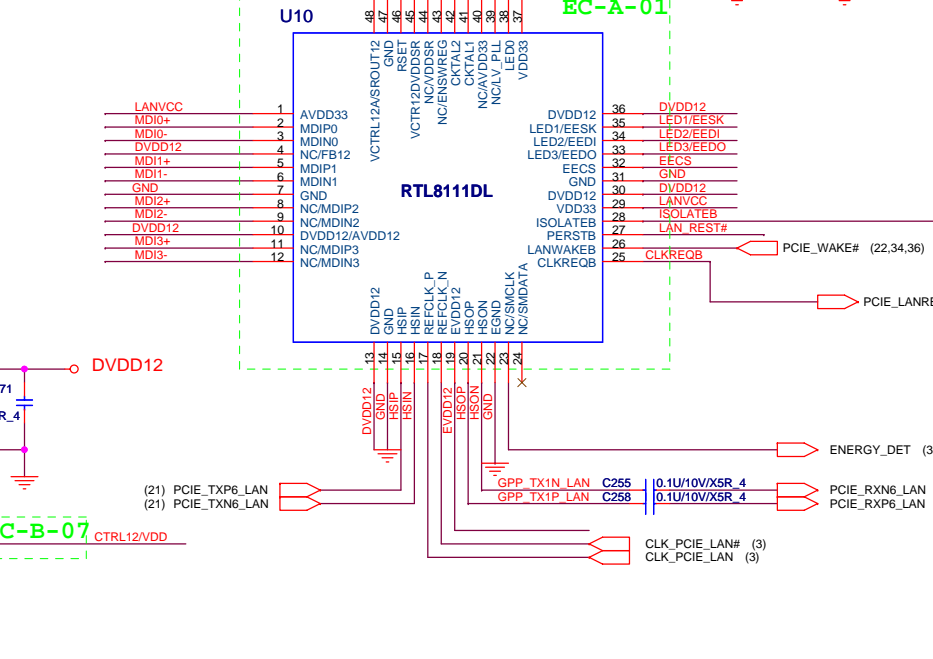 EC-A-01
U10
48
47
46
45
44
43
42
41
40
39
38
37
VCTRL12A/SROUT12
GND
RSET
VCTR12DVDDSR
NC/VDDSR
NC/ENSWREG
CKTAL2
CKTAL1
NC/AVDD33
NC/LV_PLL
LED0
VDD33
LANVCC 1 AVDD33
MDI0+ 2 MDIP0
MDI0- 3 MDIN0
DVDD12 4 NC/FB12
MDI1+ 5 MDIP1
MDI1- 6 MDIN1
GND 7 GND
MDI2+ 8 NC/MDIP2
MDI2- 9 NC/MDIN2
DVDD12 10 DVDD12/AVDD12
MDI3+ 11 NC/MDIP3
MDI3- 12 NC/MDIN3
RTL8111DL
DVDD12 36 DVDD12
LED1/EESK 35 LED1/EESK
LED2/EEDI 34 LED2/EEDI
LED3/EEDO 33 LED3/EEDO
EECS 32 EECS
GND 31 GND
DVDD12 30 DVDD12
VDD33 29 LANVCC
ISOLATEB 28 ISOLATEB
PERSTB 27 LAN_REST#
LANWAKEB 26 PCIE_WAKE# (22,34,36)
CLKREQB 25 CLKREQB
PCIE_LANRE
DVDD12
GND
HSIP
HSIN
REFCLK_P
REFCLK_N
EVDD12
HSOP
HSON
EGND
NC/SMCLK
NC/SMDATA
13
14
15
16
17
18
19
20
21
22
23
24
DVDD12
GND
HSIP
HSIN
EVDD12
HSOP
HSON
GND
DVDD12
71
R_4
ENERGY_DET (3
(21) PCIE_TXP6_LAN
(21) PCIE_TXN6_LAN
GPP_TX1N_LAN C255 0.1U/10V/X5R_4 PCIE_RXN6_LAN
GPP_TX1P_LAN C258 0.1U/10V/X5R_4 PCIE_RXP6_LAN
C-B-07
CTRL12/VDD
CLK_PCIE_LAN# (3)
CLK_PCIE_LAN (3)